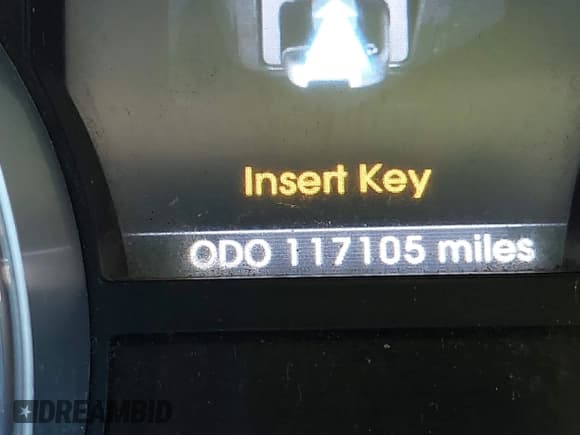 Insert Key
ODO 117105 miles
DREAMBID